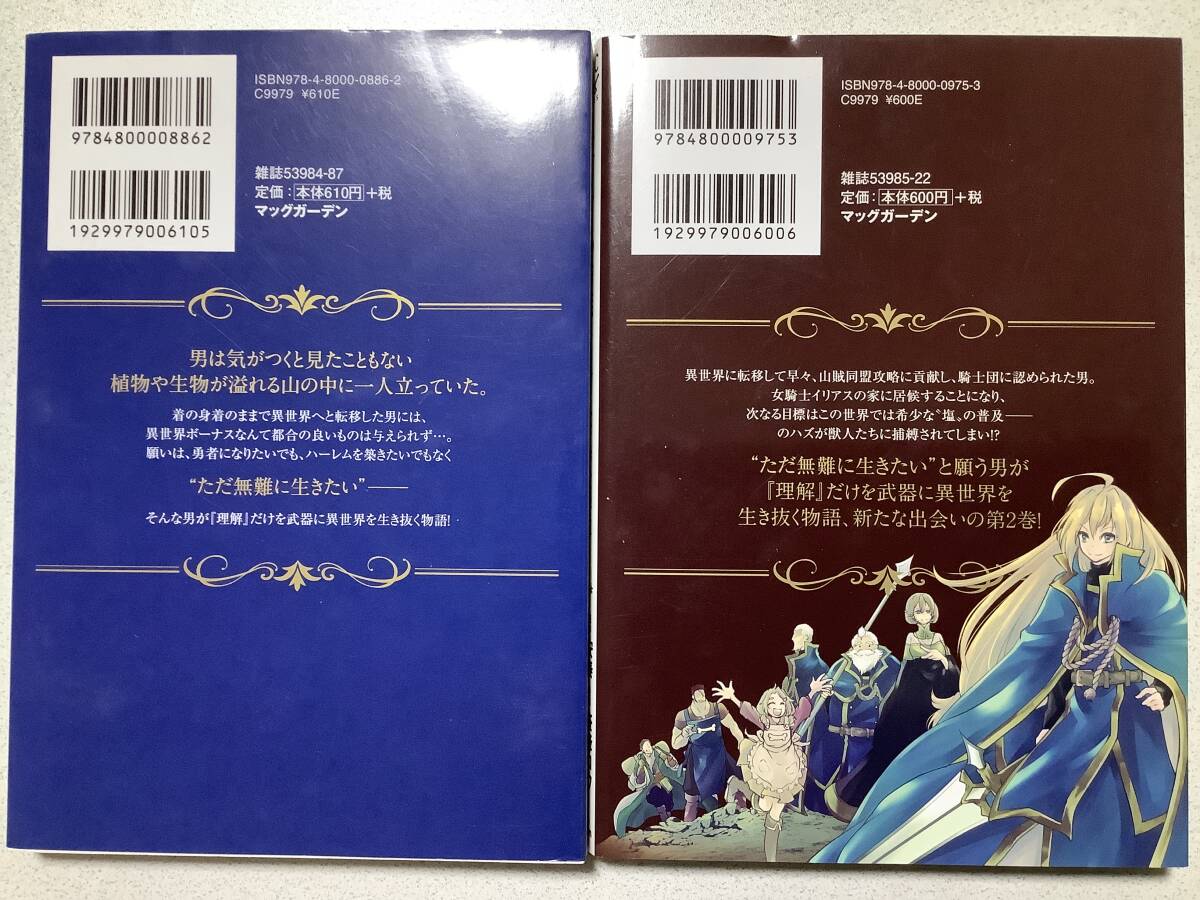 ISBN978-4-8000-0886-2
C9979 ¥610E
9784800008862
雑誌53984-87
定価：本体610円＋税
マッグガーデン
1929979006105
男は気がつくと見たこともない
植物や生物が溢れる山の中に一人立っていた。
着の身着のままで異世界へと転移した男には、
異世界ボーナスなんて都合の良いものは与えられず…。
願いは、勇者になりたいでも、ハーレムを築きたいでもなく
“ただ無難に生きたい”――
そんな男が『理解』だけを武器に異世界を生き抜く物語!
ISBN978-4-8000-0975-3
C9979 ¥600E
9784800009753
雑誌53985-22
定価：本体600円＋税
マッグガーデン
1929979006006
異世界に転移して早々、山賊同盟攻略に貢献し、騎士団に認められた男。
女騎士イリアスの家に居候することになり、
次なる目標はこの世界では希少な〝塩〟の普及――
のハズが獣人たちに捕縛されてしまい!?
“ただ無難に生きたい”と願う男が
『理解』だけを武器に異世界を
生き抜く物語、新たな出会いの第2巻!